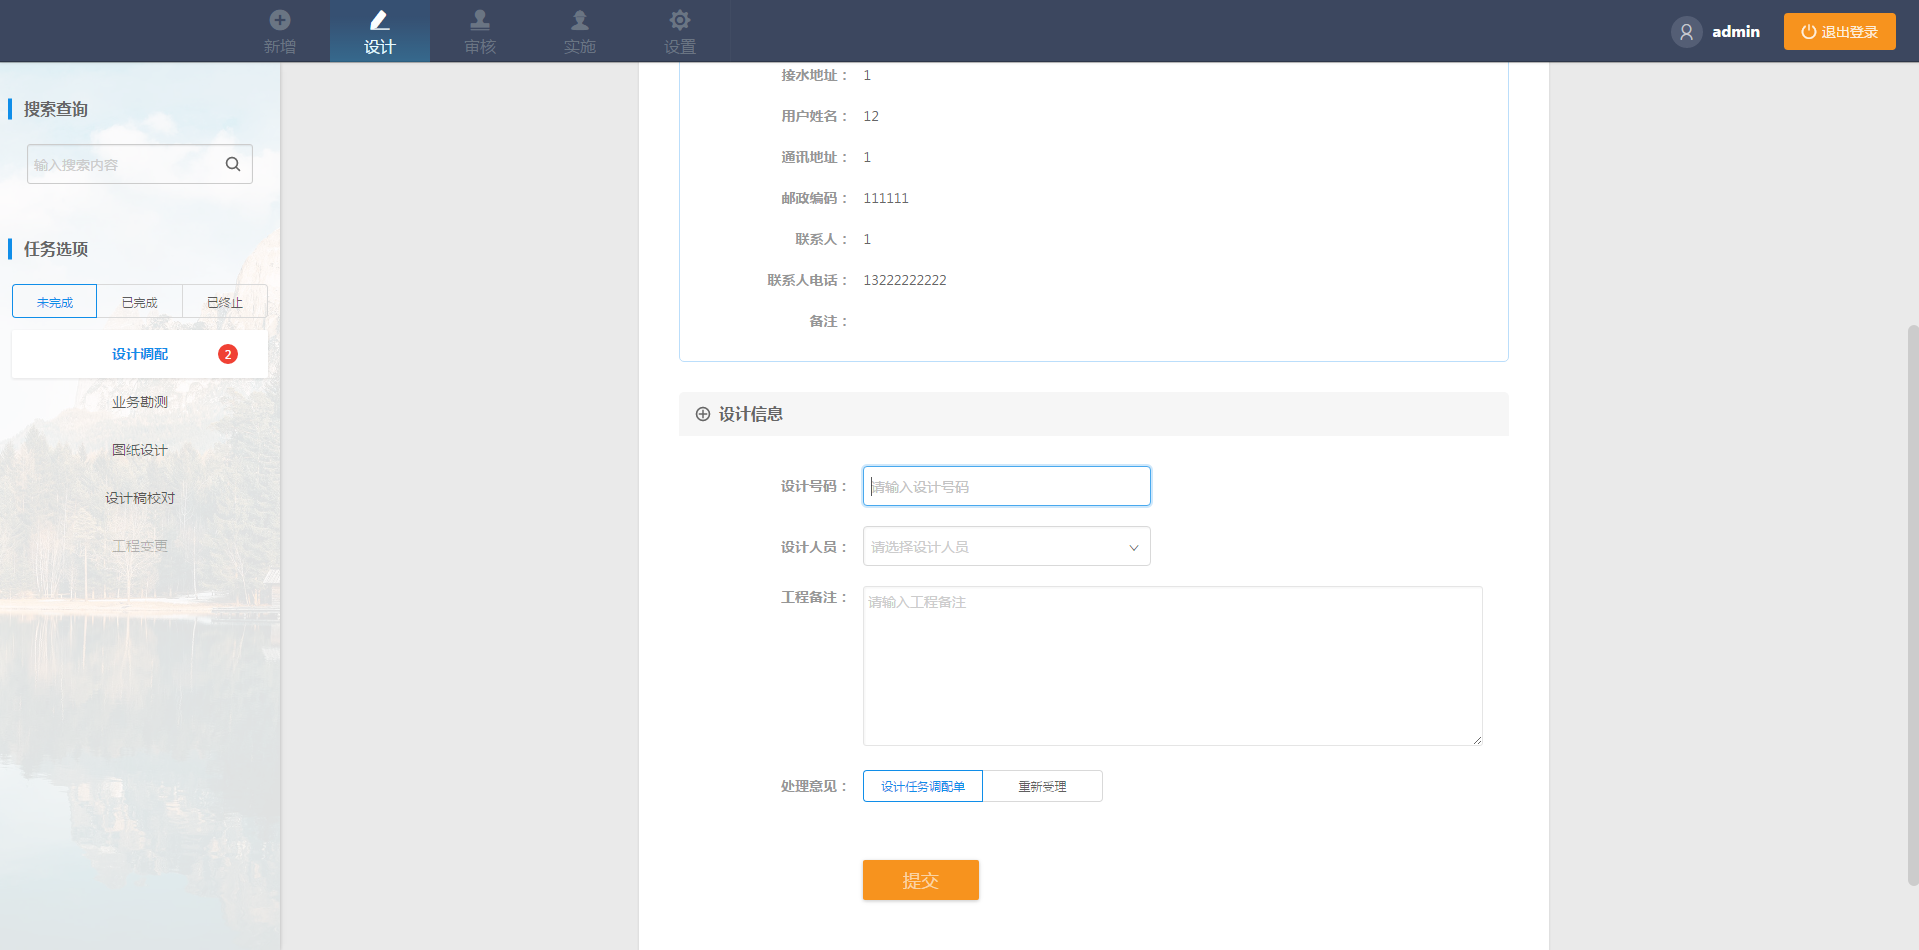 新增
设计
审核
实施
设置
admin
退出登录
搜索查询
输入搜索内容
任务选项
未完成
已完成
已终止
设计调配
2
业务勘测
图纸设计
设计稿校对
工程变更
接水地址： 1
用户姓名： 12
通讯地址： 1
邮政编码： 111111
联系人： 1
联系人电话： 13222222222
备注：
设计信息
设计号码： 请输入设计号码
设计人员： 请选择设计人员
工程备注： 请输入工程备注
处理意见： 设计任务调配单 重新受理
提交